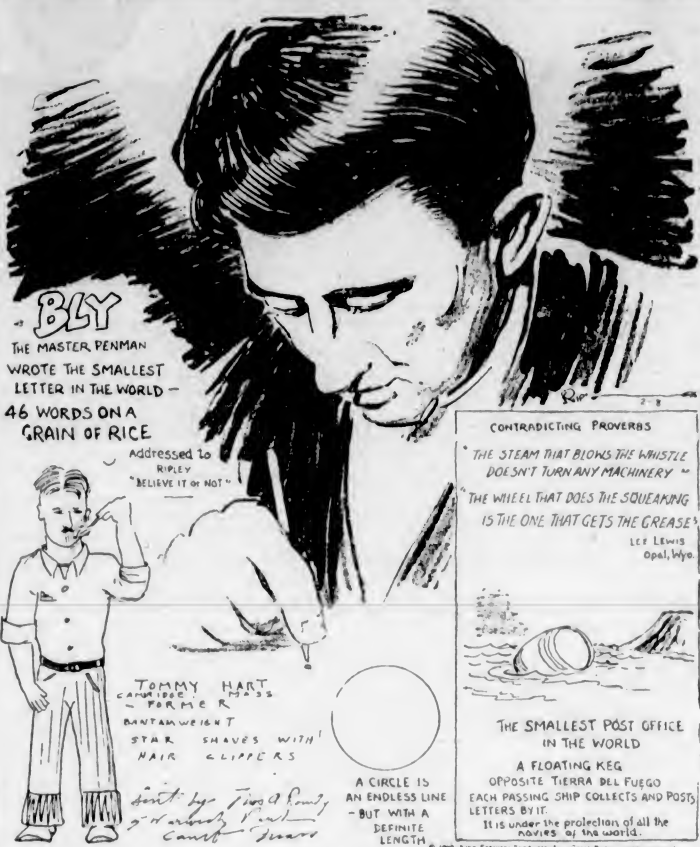 BLY
THE MASTER PENMAN
WROTE THE SMALLEST
LETTER IN THE WORLD -
46 WORDS ON A
GRAIN OF RICE
Addressed to
RIPLEY
"BELIEVE IT or NOT"
TOMMY HART
CAMBRIDGE MASS
- FORMER
BANTAMWEIGHT
STAR SHAVES WITH
HAIR CLIPPERS
Sent by
A CIRCLE IS
AN ENDLESS LINE
- BUT WITH A
DEFINITE
LENGTH
RIP 2-8
CONTRADICTING PROVERBS
"THE STEAM THAT BLOWS THE WHISTLE
DOESN'T TURN ANY MACHINERY"
"THE WHEEL THAT DOES THE SQUEAKING
IS THE ONE THAT GETS THE GREASE"
LEE LEWIS
Opal, Wyo.
THE SMALLEST POST OFFICE
IN THE WORLD
A FLOATING KEG
OPPOSITE TIERRA DEL FUEGO
EACH PASSING SHIP COLLECTS AND POSTS
LETTERS BY IT.
It is under the protection of all the
navies of the world.